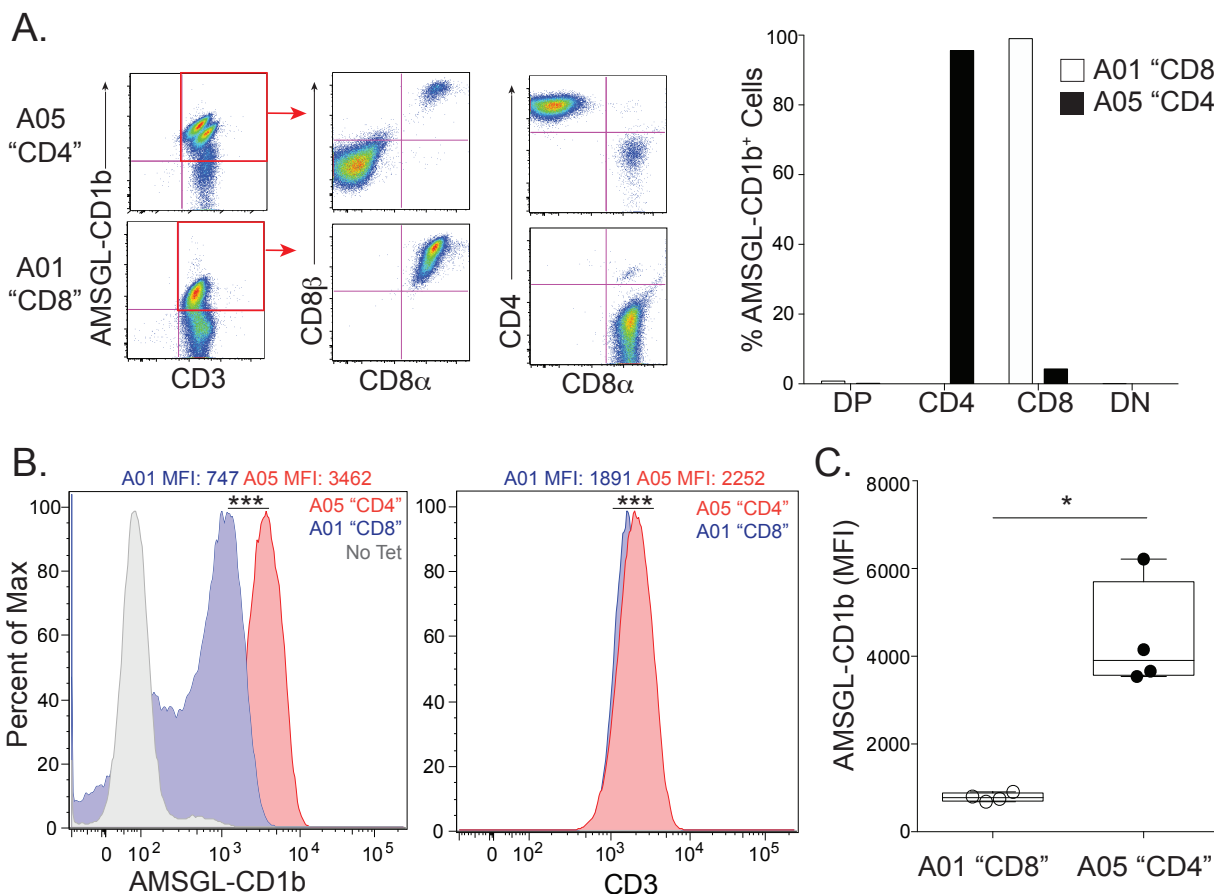 A.
A05
“CD4”
A01
“CD8”
AMSGL-CD1b
CD3
CD8β
CD8α
CD4
CD8α
% AMSGL-CD1b⁺ Cells
100
80
60
40
20
0
DP
CD4
CD8
DN
A01 “CD8
A05 “CD4
B.
A01 MFI: 747 A05 MFI: 3462
***
A05 “CD4”
A01 “CD8”
No Tet
Percent of Max
100
80
60
40
20
0
0 10² 10³ 10⁴ 10⁵
AMSGL-CD1b
A01 MFI: 1891 A05 MFI: 2252
***
A05 “CD4”
A01 “CD8”
100
80
60
40
20
0
0 10² 10³ 10⁴ 10⁵
CD3
C.
AMSGL-CD1b (MFI)
8000
6000
4000
2000
0
*
A01 “CD8”
A05 “CD4”